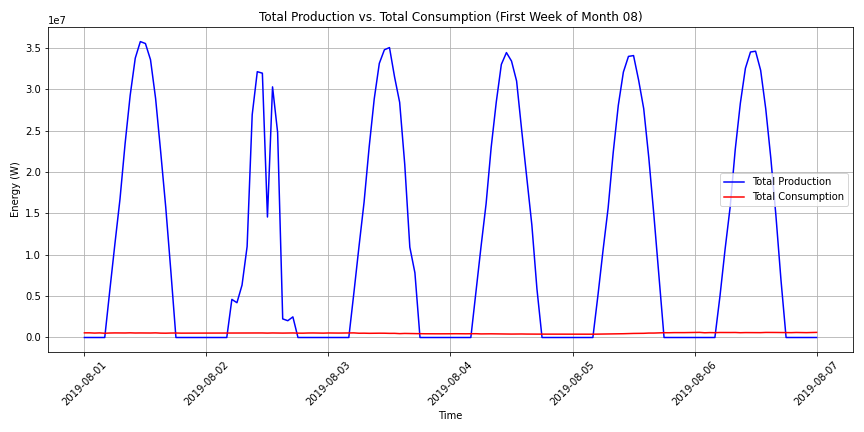 Total Production vs. Total Consumption (First Week of Month 08)
1e7
3.5
3.0
2.5
2.0
1.5
1.0
0.5
0.0
Energy (W)
Total Production
Total Consumption
2019-08-01
2019-08-02
2019-08-03
2019-08-04
2019-08-05
2019-08-06
2019-08-07
Time